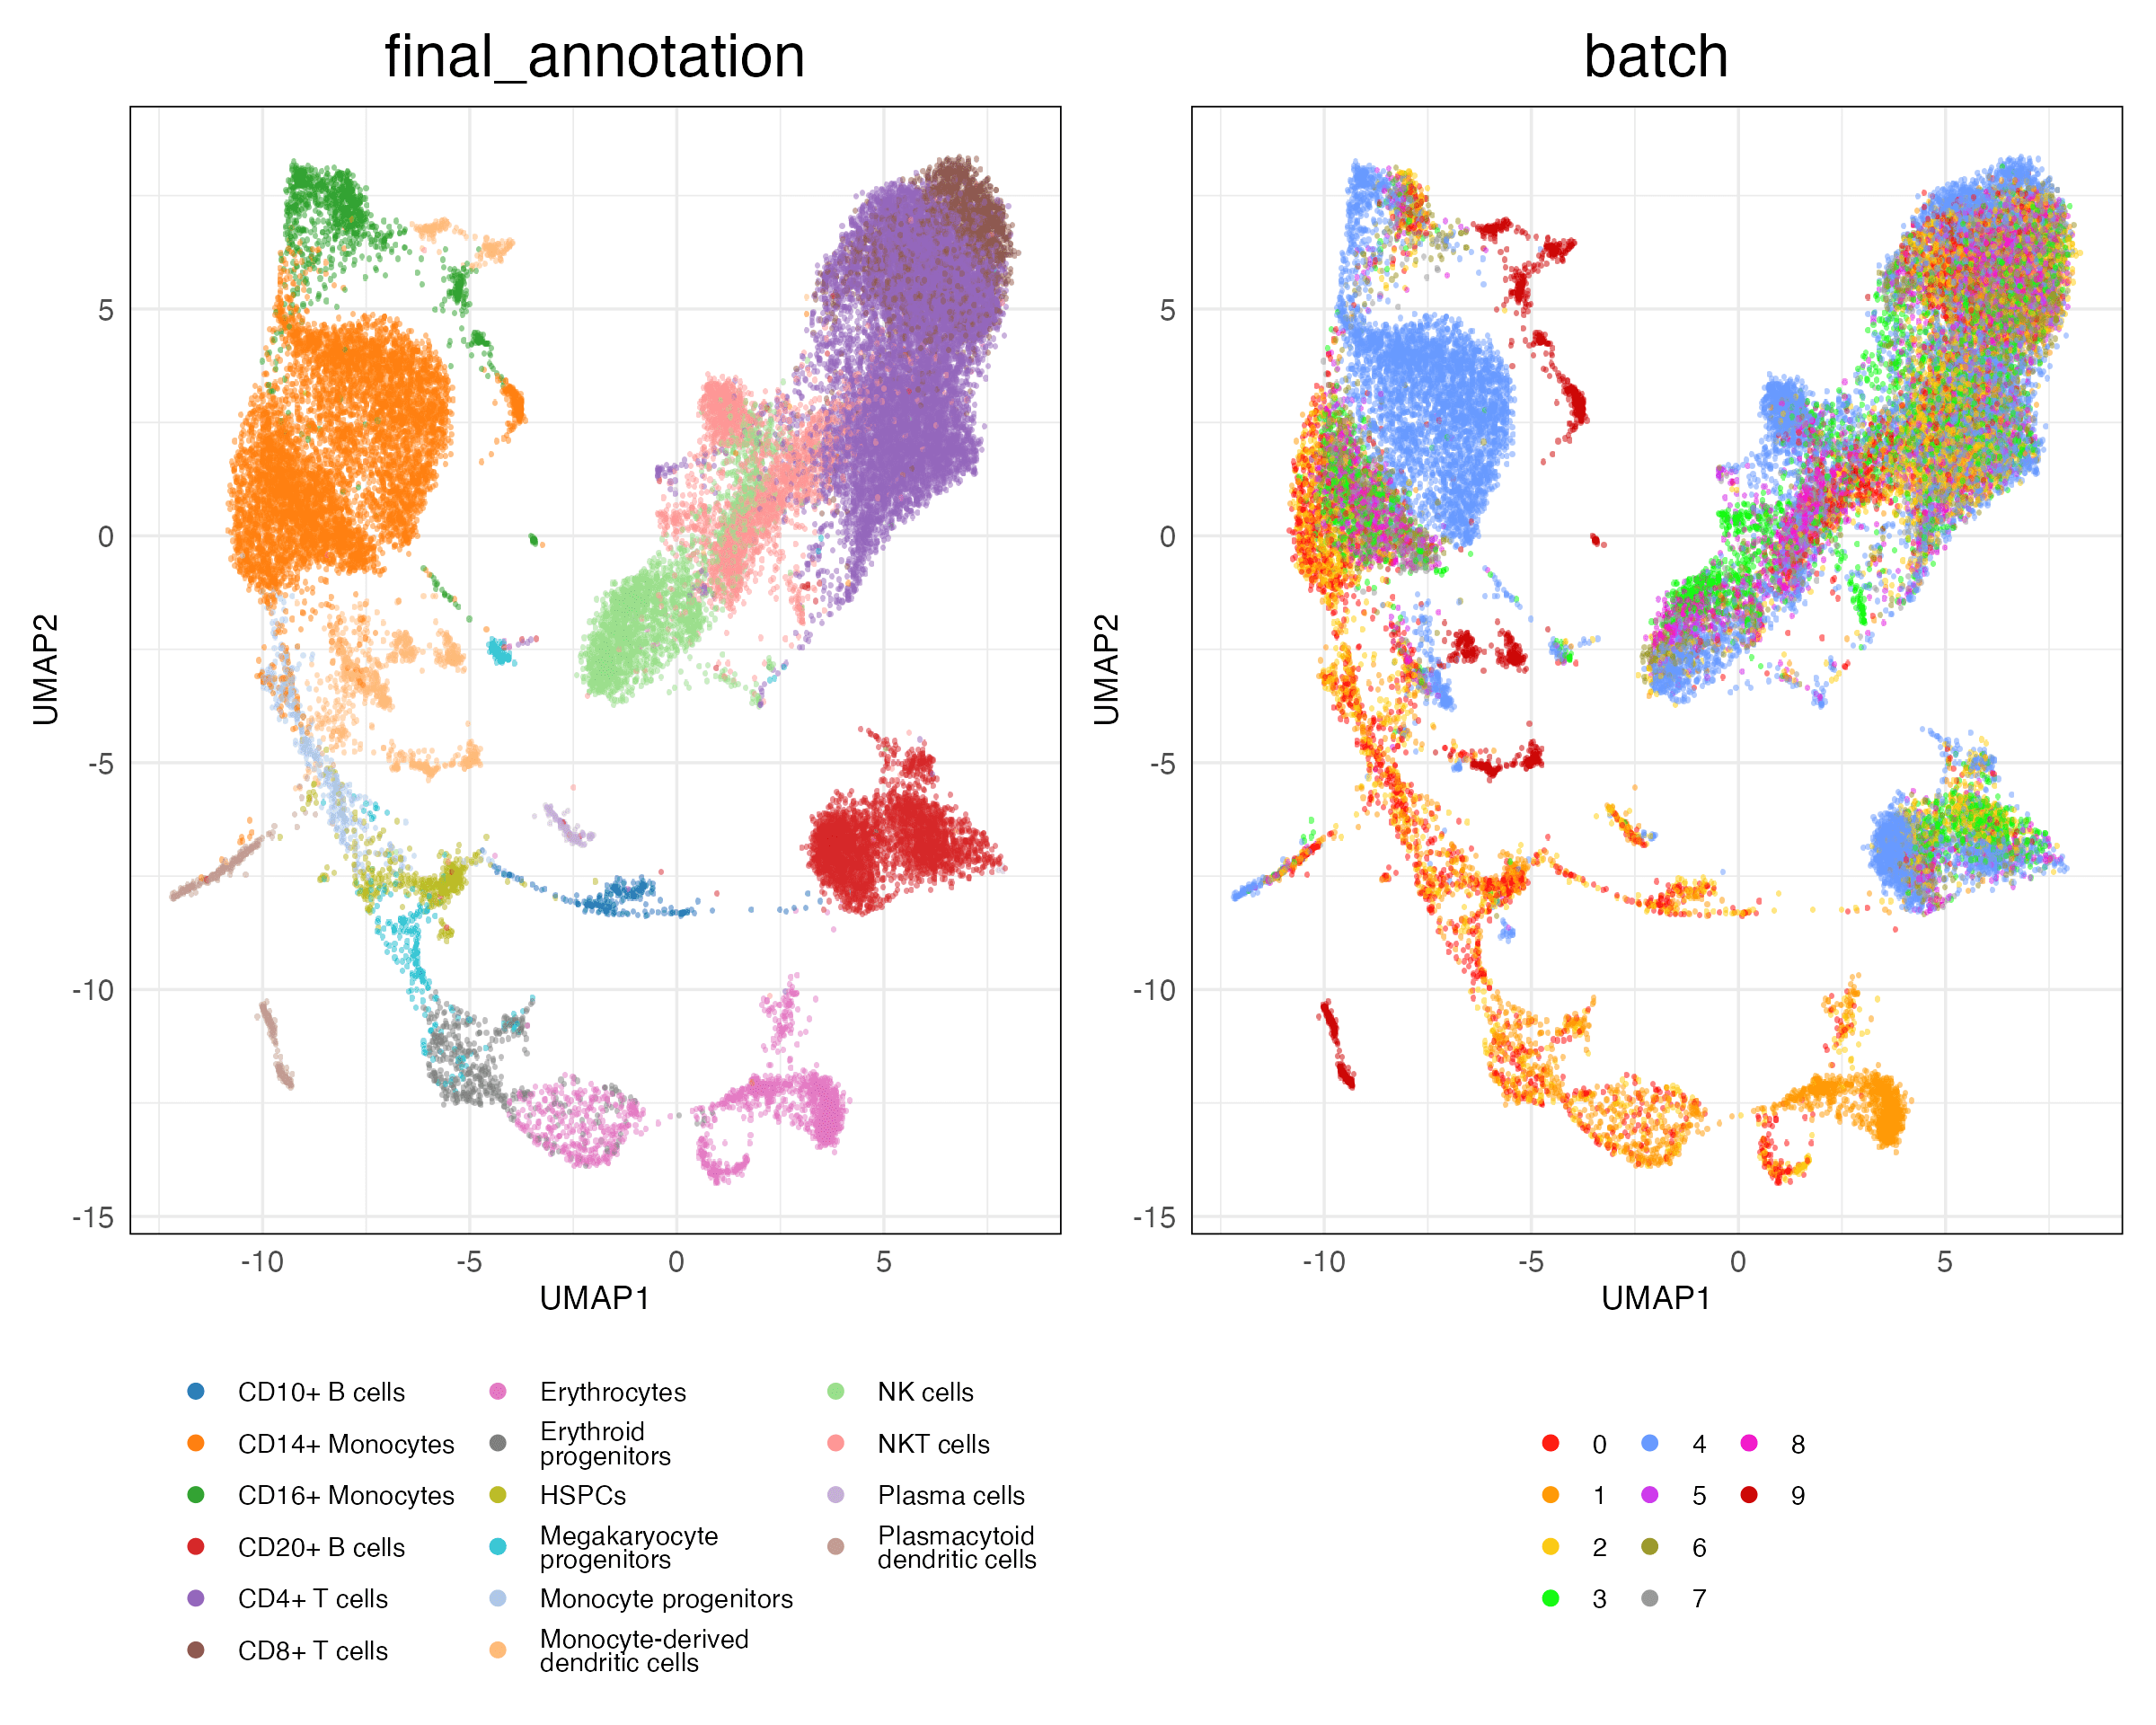 final_annotation
batch
UMAP2
5
0
-5
-10
-15
-10
-5
0
5
UMAP1
UMAP2
5
0
-5
-10
-15
-10
-5
0
5
UMAP1
CD10+ B cells
CD14+ Monocytes
CD16+ Monocytes
CD20+ B cells
CD4+ T cells
CD8+ T cells
Erythrocytes
Erythroid
progenitors
HSPCs
Megakaryocyte
progenitors
Monocyte progenitors
Monocyte-derived
dendritic cells
NK cells
NKT cells
Plasma cells
Plasmacytoid
dendritic cells
0
1
2
3
4
5
6
7
8
9